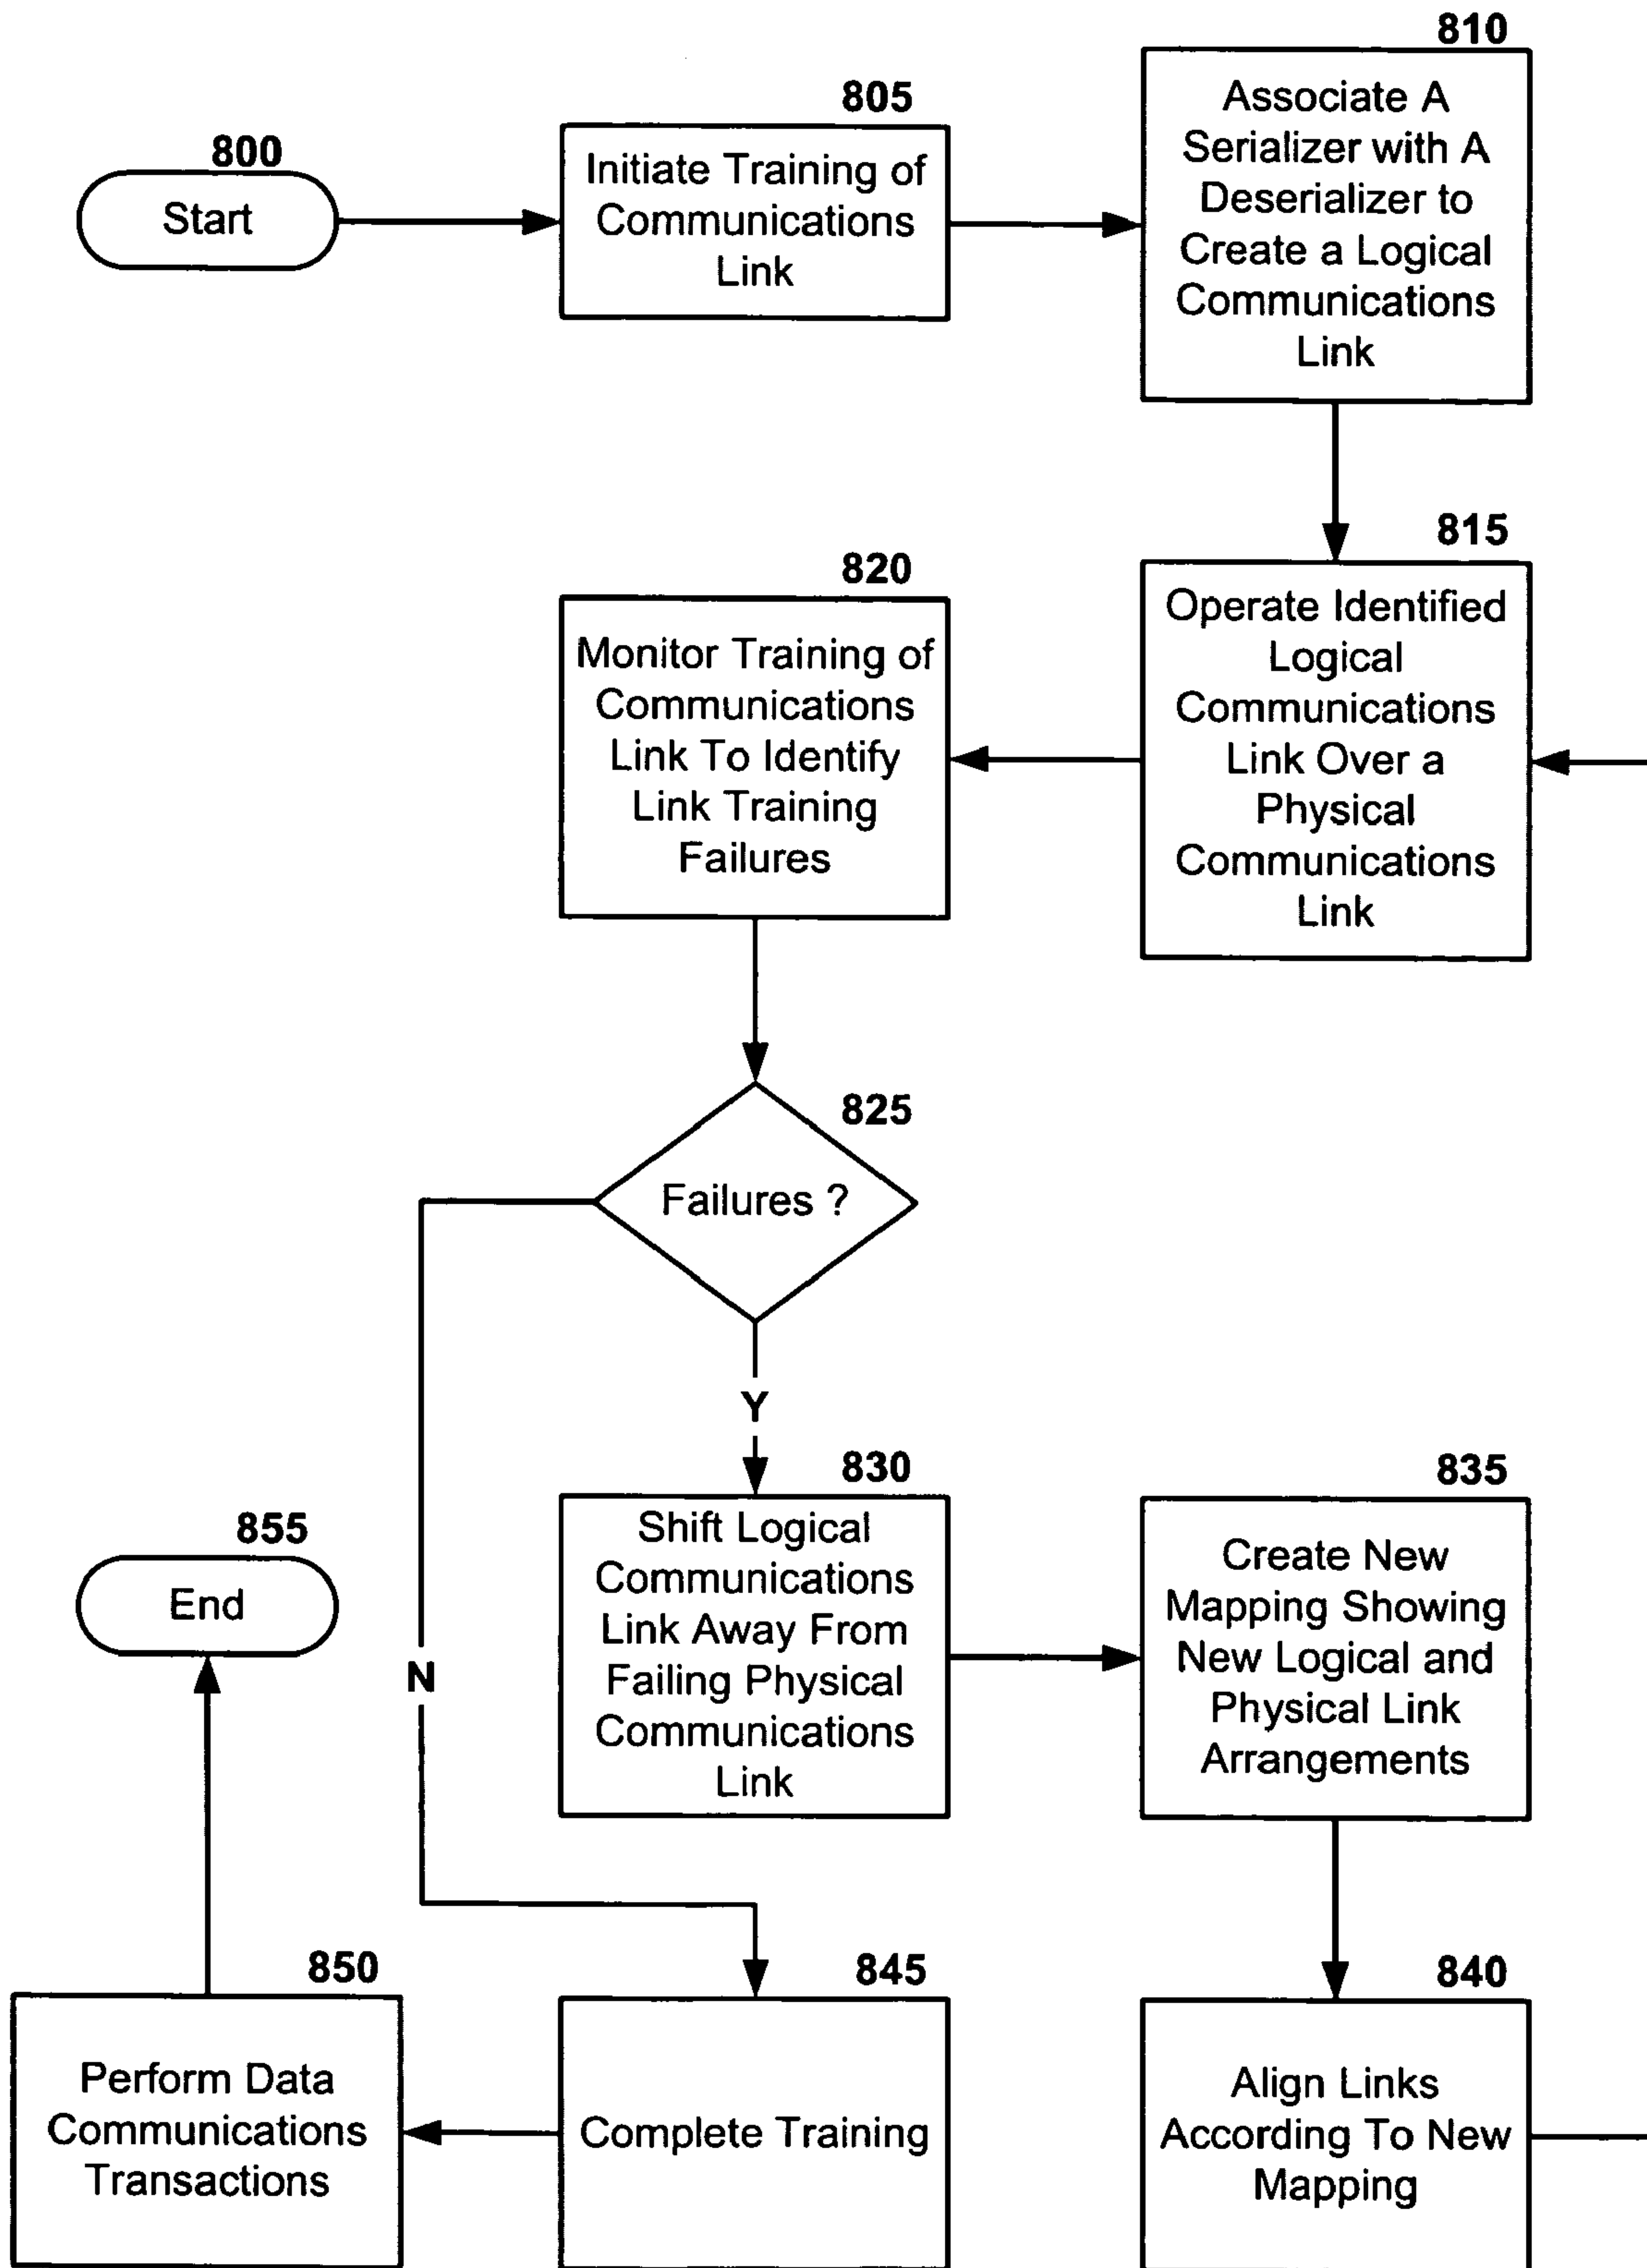 800
Start
805
Initiate Training of
Communications
Link
810
Associate A
Serializer with A
Deserializer to
Create a Logical
Communications
Link
815
Operate Identified
Logical
Communications
Link Over a
Physical
Communications
Link
820
Monitor Training of
Communications
Link To Identify
Link Training
Failures
825
Failures ?
Y
N
830
Shift Logical
Communications
Link Away From
Failing Physical
Communications
Link
835
Create New
Mapping Showing
New Logical and
Physical Link
Arrangements
840
Align Links
According To New
Mapping
845
Complete Training
850
Perform Data
Communications
Transactions
855
End